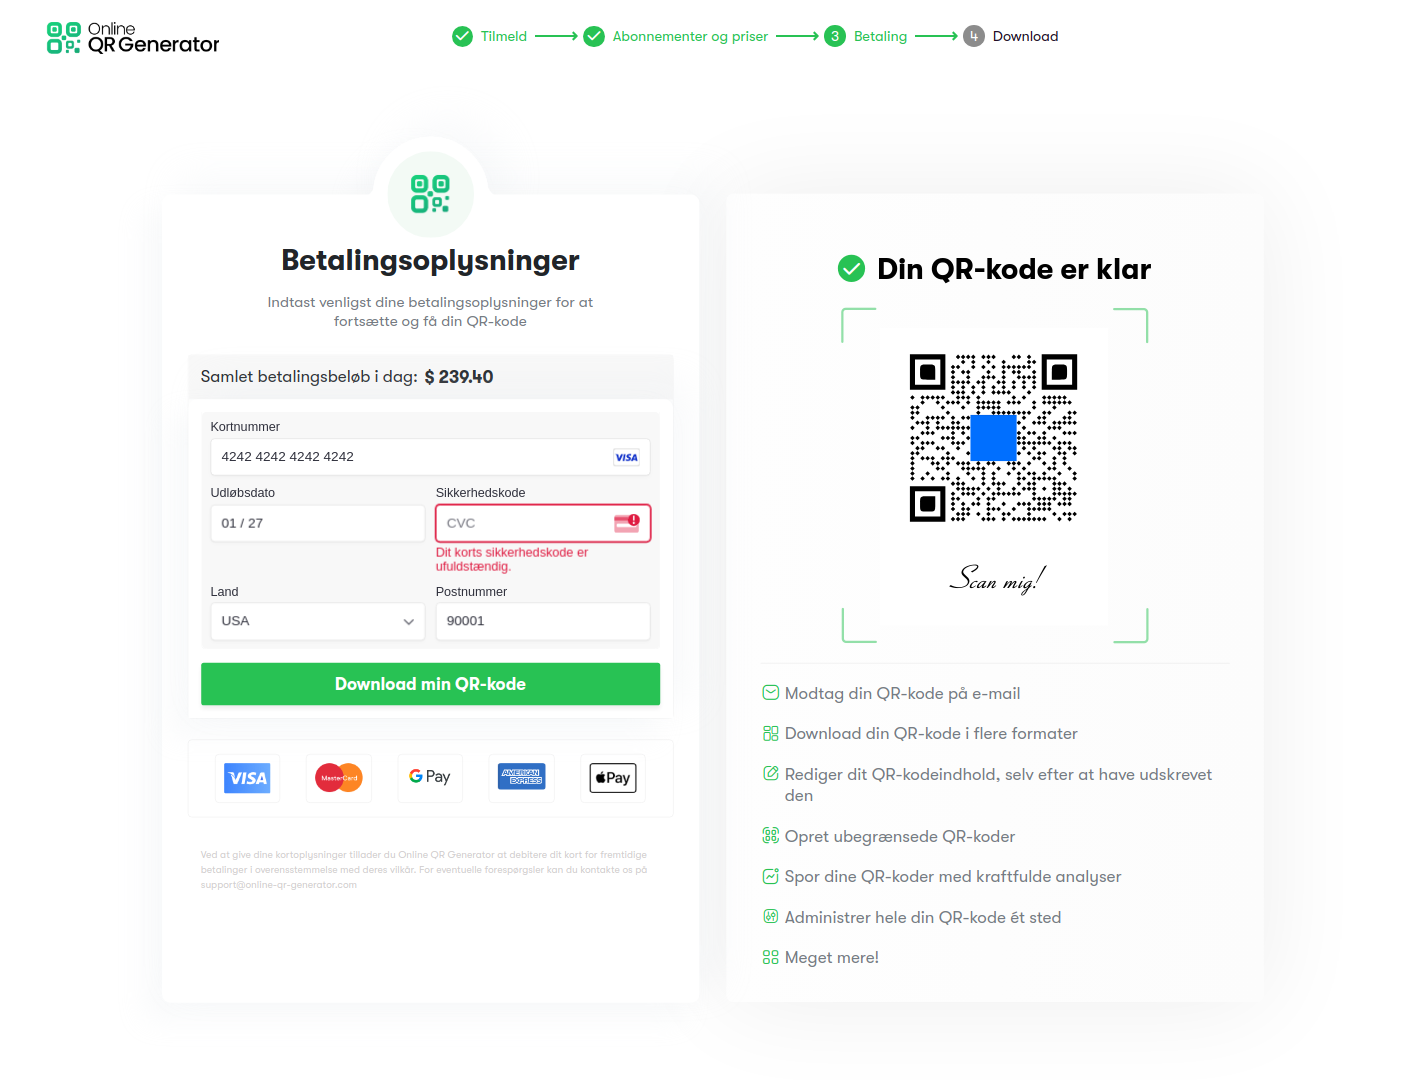 Online
QR Generator
Tilmeld
Abonnementer og priser
3 Betaling
4 Download
Betalingsoplysninger
Indtast venligst dine betalingsoplysninger for at
fortsætte og få din QR-kode
Samlet betalingsbeløb i dag: $ 239.40
Kortnummer
4242 4242 4242 4242
VISA
Udløbsdato
Sikkerhedskode
01 / 27
CVC
Dit korts sikkerhedskode er
ufuldstændig.
Land
Postnummer
USA
90001
Download min QR-kode
VISA
MasterCard
G Pay
AMERICAN
EXPRESS
Pay
Ved at give dine kortoplysninger tillader du Online QR Generator at debitere dit kort for fremtidige
betalinger i overensstemmelse med deres vilkår. For eventuelle forespørgsler kan du kontakte os på
support@online-qr-generator.com
Din QR-kode er klar
Scan mig!
Modtag din QR-kode på e-mail
Download din QR-kode i flere formater
Rediger dit QR-kodeindhold, selv efter at have udskrevet
den
Opret ubegrænsede QR-koder
Spor dine QR-koder med kraftfulde analyser
Administrer hele din QR-kode ét sted
Meget mere!